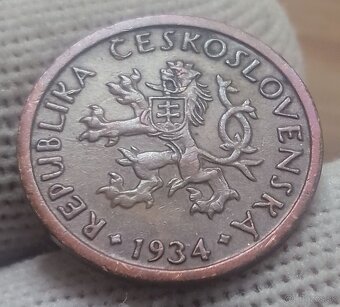 REPUBLIKA ČESKOSLOVENSKÁ
• 1934 •